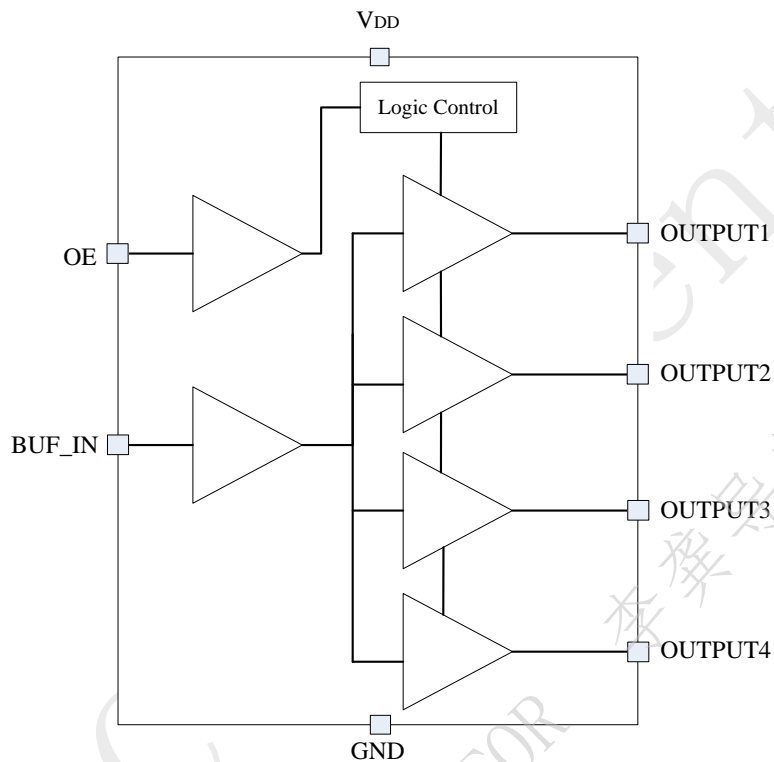 VDD
Logic Control
OE
OUTPUT1
OUTPUT2
BUF_IN
OUTPUT3
OUTPUT4
GND